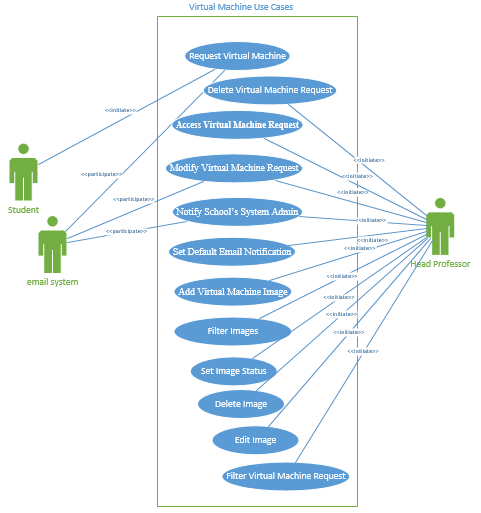 Virtual Machine Use Cases
Request Virtual Machine
Delete Virtual Machine Request
<<initiate>>
Access Virtual Machine Request
<<initiate>>
Modify Virtual Machine Request
<<participate>>
<<initiate>>
<<initiate>>
<<participate>>
Student
Notify School's System Admin
<<initiate>>
<<participate>>
<<initiate>>
Set Default Email Notification
<<initiate>>
Head Professor
<<initiate>>
email system
Add Virtual Machine Image
<<initiate>>
<<initiate>>
Filter Images
<<initiate>>
<<initiate>>
Set Image Status
Delete Image
Edit Image
Filter Virtual Machine Request